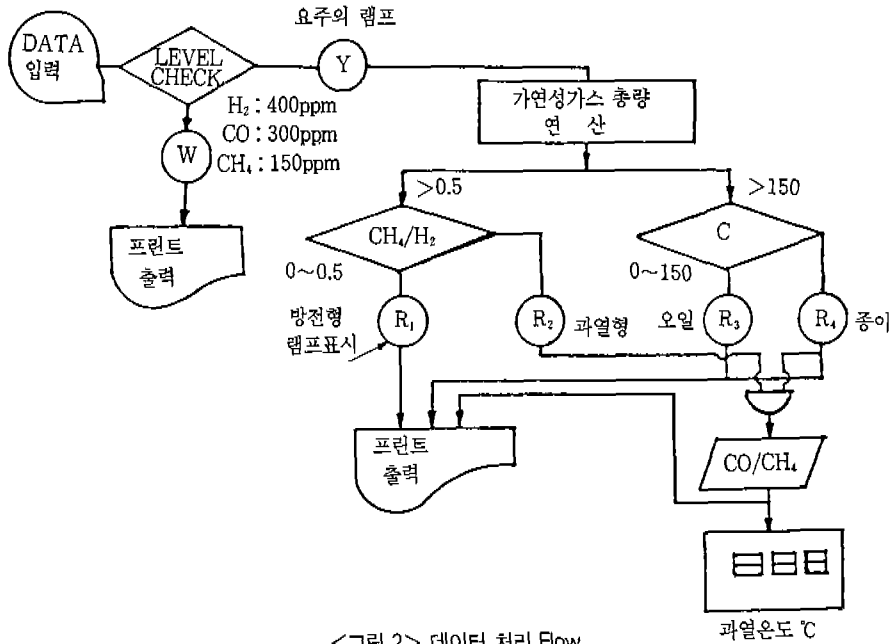 요주의 램프
DATA
입력
LEVEL
CHECK
Y
H₂ : 400ppm
CO : 300ppm
CH₄ : 150ppm
W
프린트
출력
가연성가스 총량
연 산
>0.5
>150
CH₄/H₂
C
0~0.5
0~150
방전형
램프표시
R₁
R₂
과열형
오일
R₃
R₄
종이
프린트
출력
CO/CH₄
과열온도 ℃
<그림 2> 데이터 처리 Flow